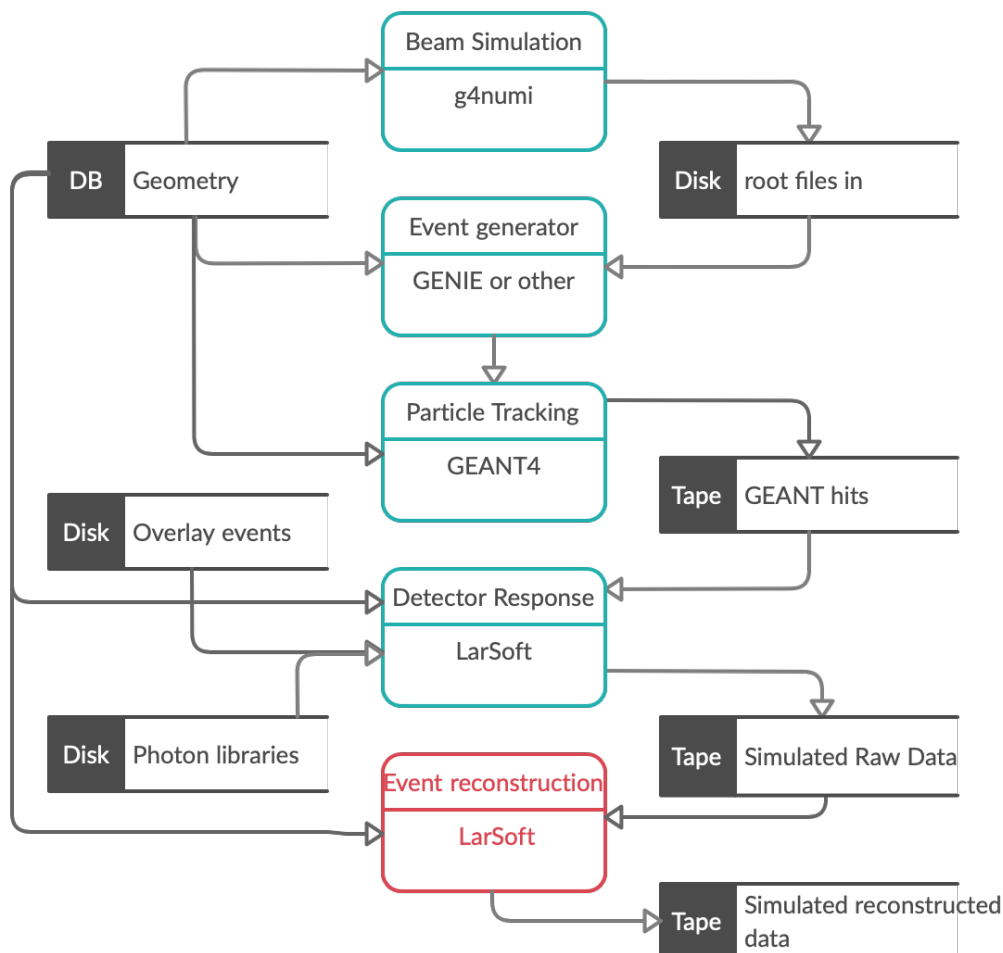 Beam Simulation
g4numi
DB Geometry
Disk root files in
Event generator
GENIE or other
Particle Tracking
GEANT4
Tape GEANT hits
Disk Overlay events
Detector Response
LarSoft
Disk Photon libraries
Tape Simulated Raw Data
Event reconstruction
LarSoft
Tape Simulated reconstructed
data